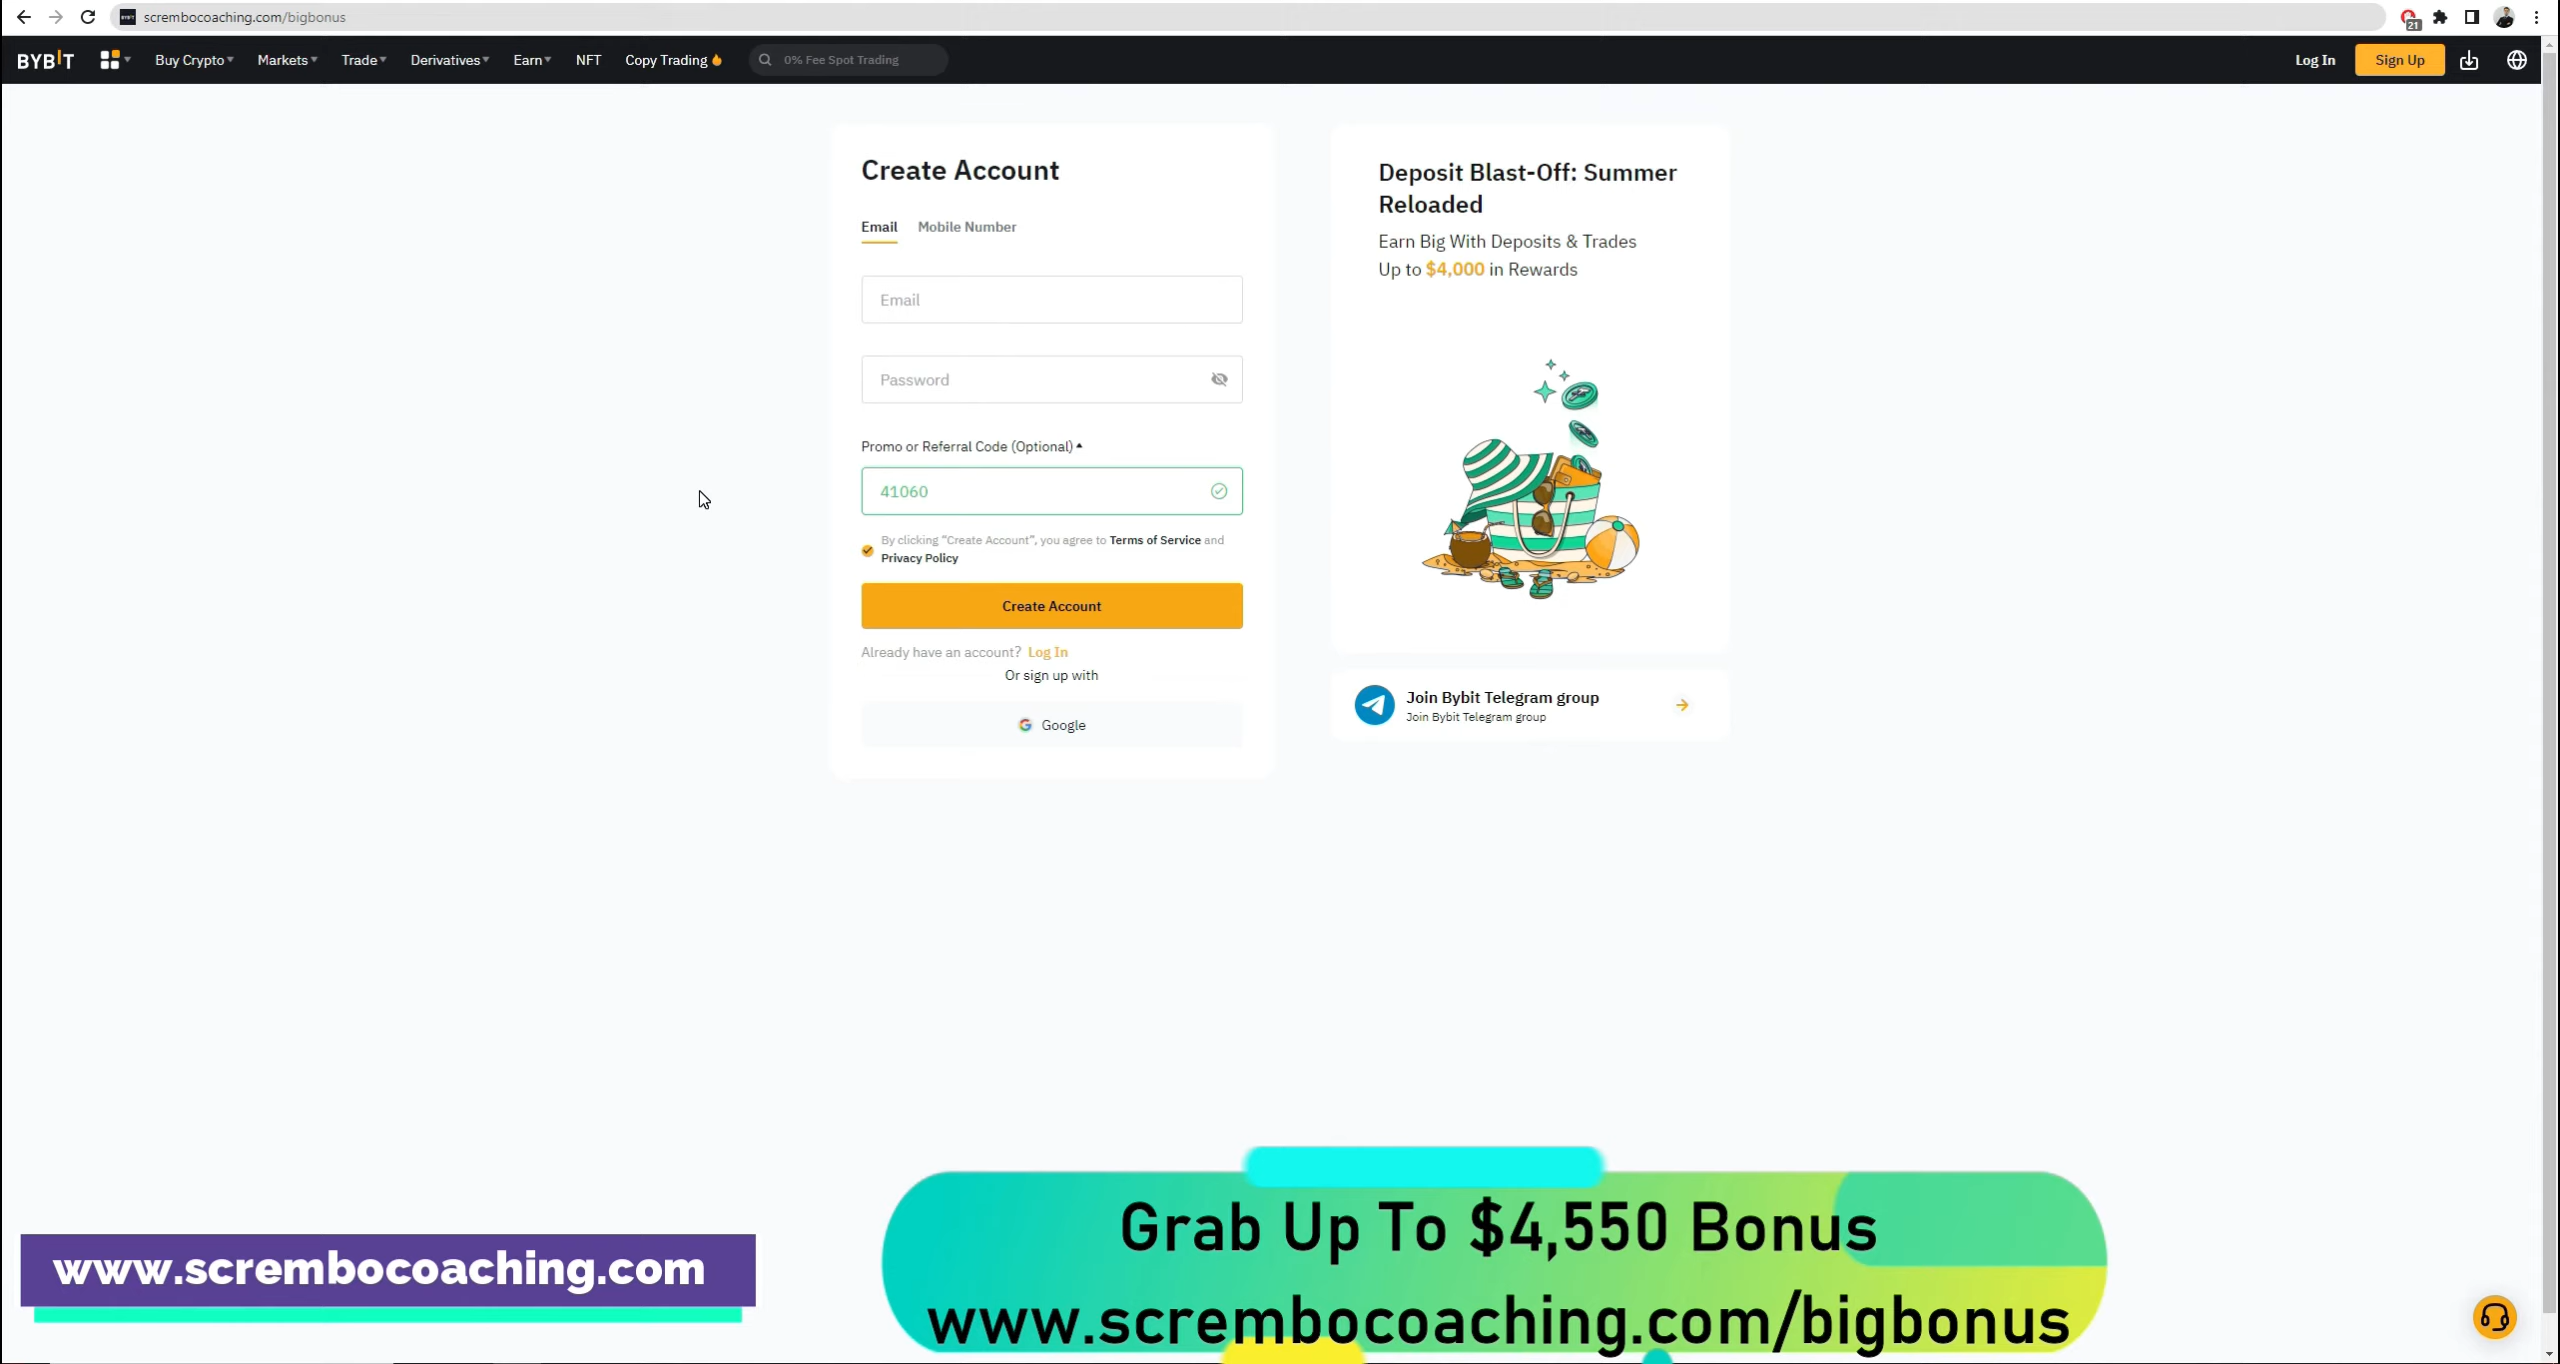 scrembocoaching.com/bigbonus
21
BYBIT
Buy Crypto
Markets
Trade
Derivatives
Earn
NFT
Copy Trading
0% Fee Spot Trading
Log In
Sign Up
Create Account
Email
Mobile Number
Email
Password
Promo or Referral Code (Optional)
41060
By clicking “Create Account”, you agree to Terms of Service and
Privacy Policy
Create Account
Already have an account? Log In
Or sign up with
Google
Deposit Blast-Off: Summer
Reloaded
Earn Big With Deposits & Trades
Up to $4,000 in Rewards
Join Bybit Telegram group
Join Bybit Telegram group
www.scrembocoaching.com
Grab Up To $4,550 Bonus
www.scrembocoaching.com/bigbonus